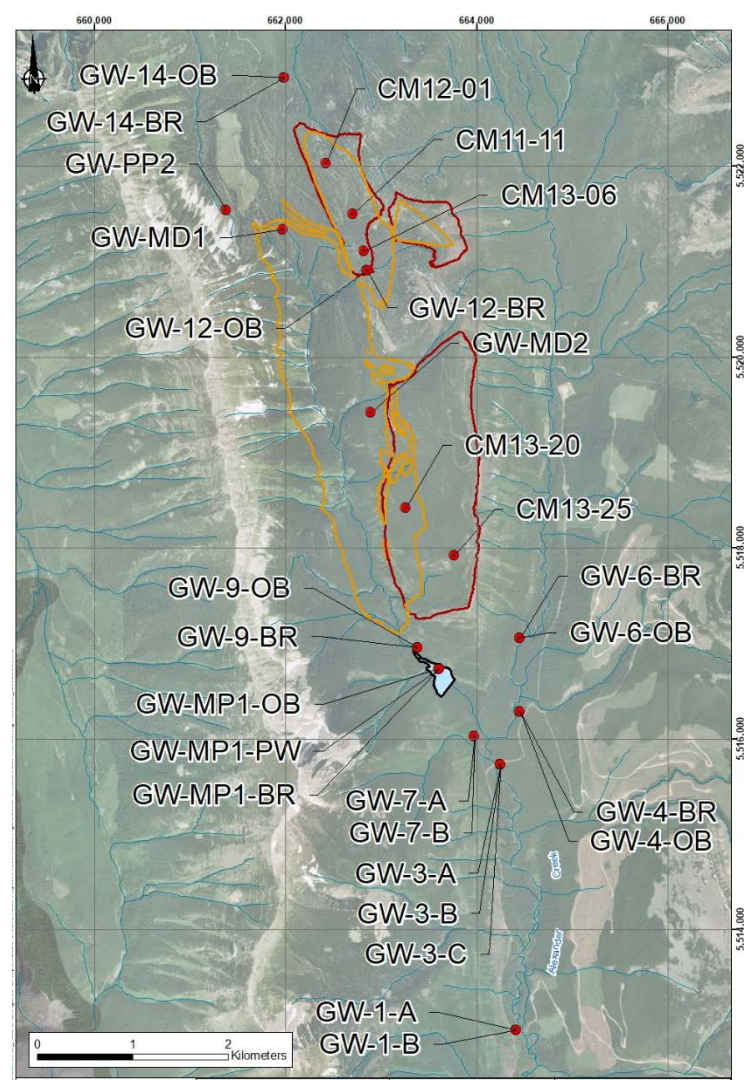 660,000
662,000
664,000
666,000
GW-14-OB
CM12-01
GW-14-BR
CM11-11
GW-PP2
5,522,000
CM13-06
GW-MD1
GW-12-BR
GW-12-OB
GW-MD2
5,520,000
CM13-20
CM13-25
5,518,000
GW-9-OB
GW-6-BR
GW-9-BR
GW-6-OB
GW-MP1-OB
GW-MP1-PW
5,516,000
GW-MP1-BR
GW-7-A
GW-4-BR
GW-7-B
GW-4-OB
GW-3-A
GW-3-B
GW-3-C
5,514,000
Alexander Creek
GW-1-A
GW-1-B
0 1 2
Kilometers